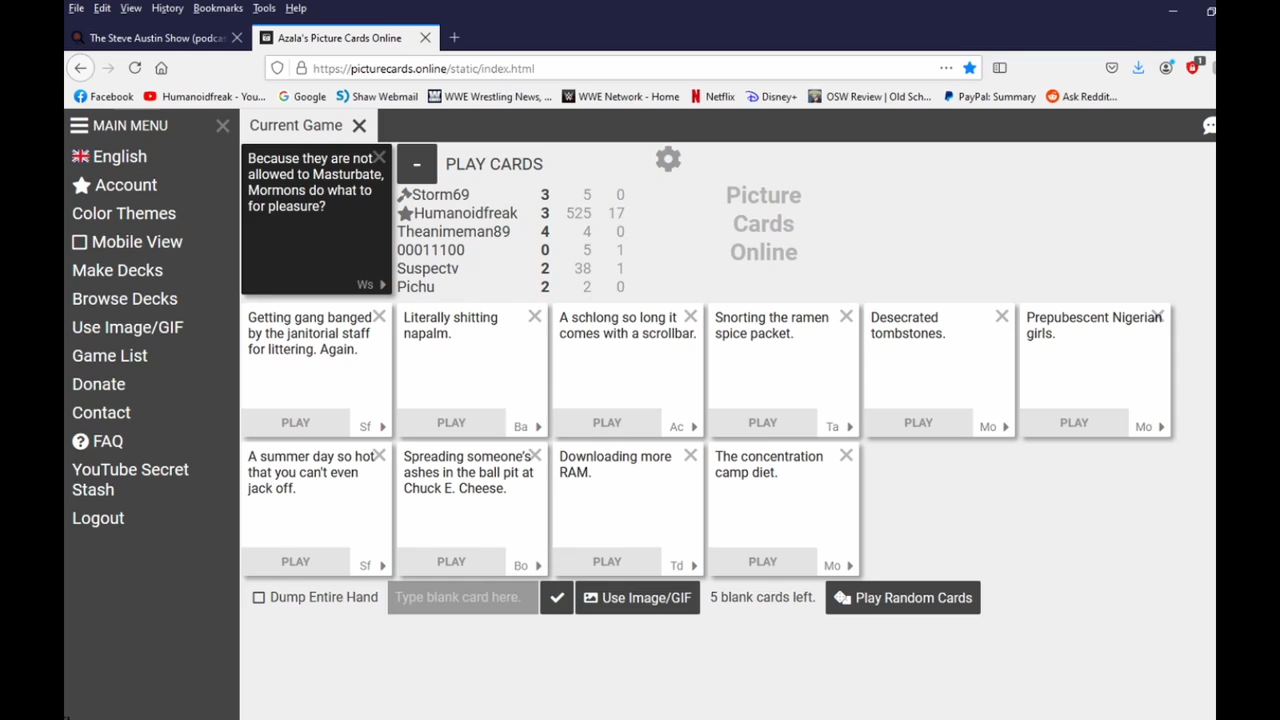 File Edit View History Bookmarks Tools Help
The Steve Austin Show (podca
Azala's Picture Cards Online
https://picturecards.online/static/index.html
Facebook Humanoidfreak - You... Google Shaw Webmail WWE Wrestling News, ... WWE Network - Home Netflix Disney+ OSW Review | Old Sch... PayPal: Summary Ask Reddit...
MAIN MENU
English
Account
Color Themes
Mobile View
Make Decks
Browse Decks
Use Image/GIF
Game List
Donate
Contact
FAQ
YouTube Secret
Stash
Logout
Current Game
Because they are not
allowed to Masturbate,
Mormons do what to
for pleasure?
Ws
- PLAY CARDS
Storm69 3 5 0
Humanoidfreak 3 525 17
Theanimeman89 4 4 0
00011100 0 5 1
Suspectv 2 38 1
Pichu 2 2 0
Picture
Cards
Online
Getting gang banged
by the janitorial staff
for littering. Again.
PLAY Sf
Literally shitting
napalm.
PLAY Ba
A schlong so long it
comes with a scrollbar.
PLAY Ac
Snorting the ramen
spice packet.
PLAY Ta
Desecrated
tombstones.
PLAY Mo
Prepubescent Nigerian
girls.
PLAY Mo
A summer day so hot
that you can't even
jack off.
PLAY Sf
Spreading someone's
ashes in the ball pit at
Chuck E. Cheese.
PLAY Bo
Downloading more
RAM.
PLAY Td
The concentration
camp diet.
PLAY Mo
Dump Entire Hand Type blank card here. Use Image/GIF 5 blank cards left. Play Random Cards
1